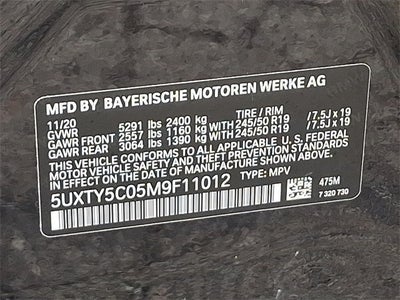 MFD BY BAYERISCHE MOTOREN WERKE AG
11/20
GVWR 5291 lbs 2400 kg TIRE / RIM
GAWR FRONT 2557 lbs 1160 kg WITH 245/50 R19 /7.5J x 19
GAWR REAR 3064 lbs 1390 kg WITH 245/50 R19 /7.5J x 19
THIS VEHICLE CONFORMS TO ALL APPLICABLE U. S. FEDERAL
MOTOR VEHICLE SAFETY STANDARDS IN EFFECT ON THE DATE
OF MANUFACTURE SHOWN ABOVE.
5UXTY5C05M9F11012 TYPE: MPV
475M
7 320 730